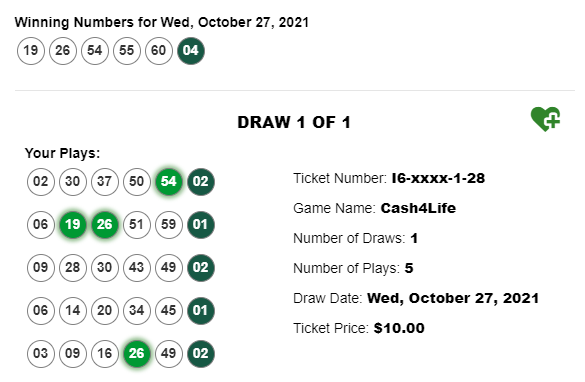 Winning Numbers for Wed, October 27, 2021
19 26 54 55 60 04
DRAW 1 OF 1
Your Plays:
02 30 37 50 54 02
06 19 26 51 59 01
09 28 30 43 49 02
06 14 20 34 45 01
03 09 16 26 49 02
Ticket Number: I6-xxxx-1-28
Game Name: Cash4Life
Number of Draws: 1
Number of Plays: 5
Draw Date: Wed, October 27, 2021
Ticket Price: $10.00